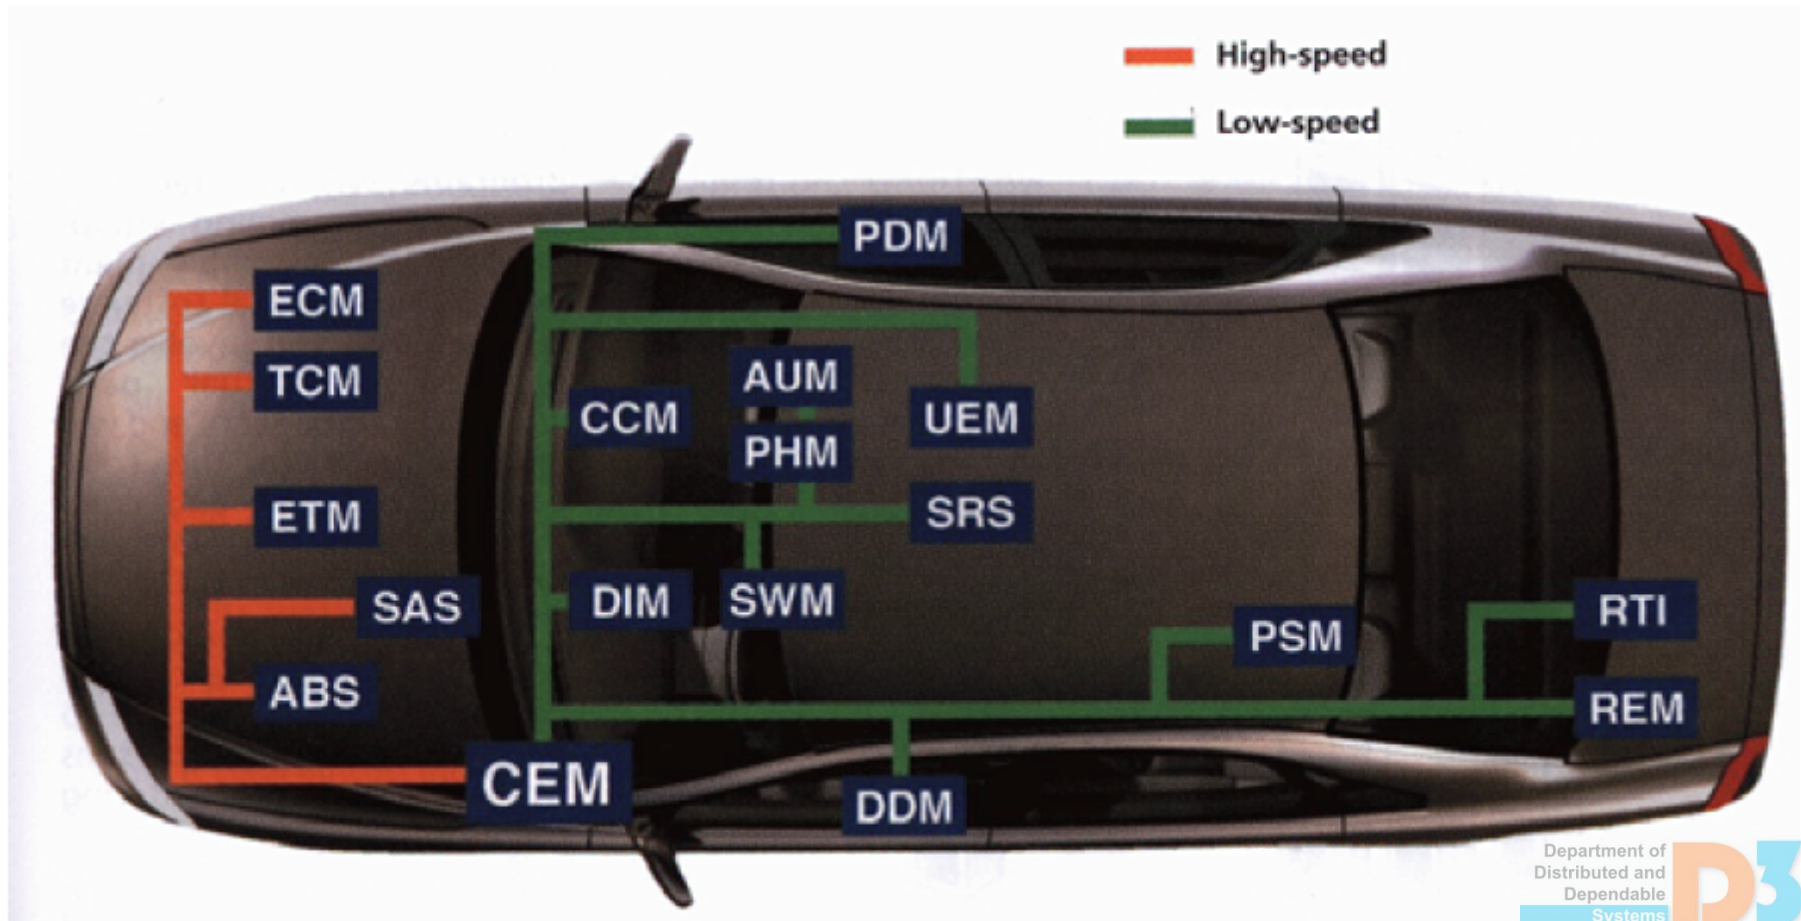 High-speed
Low-speed
PDM
ECM
TCM
AUM
CCM
UEM
PHM
ETM
SRS
SAS
DIM
SWM
PSM
RTI
ABS
REM
CEM
DDM
Department of
Distributed and
Dependable
Systems
D3